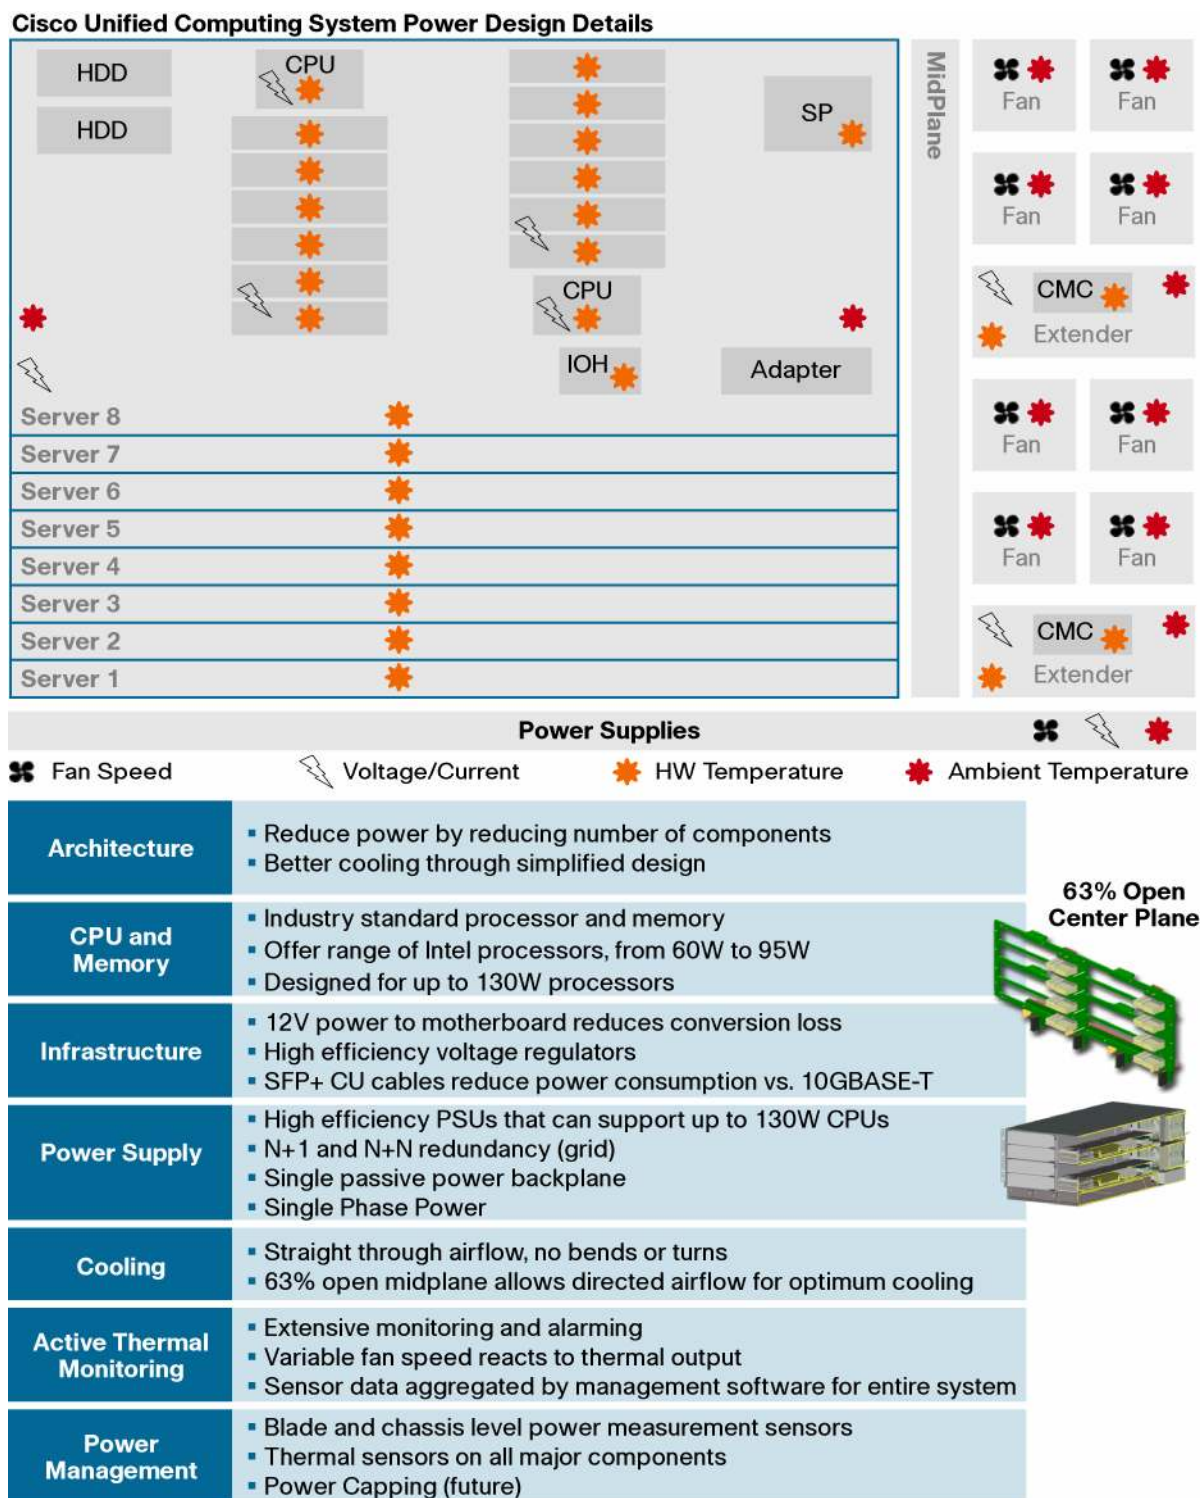 Cisco Unified Computing System Power Design Details
HDD
HDD
CPU
SP
CPU
IOH
Adapter
Server 8
Server 7
Server 6
Server 5
Server 4
Server 3
Server 2
Server 1
MidPlane
Fan
Fan
Fan
Fan
CMC
Extender
Fan
Fan
Fan
Fan
CMC
Extender
Power Supplies
Fan Speed
Voltage/Current
HW Temperature
Ambient Temperature
Architecture
▪ Reduce power by reducing number of components
▪ Better cooling through simplified design
CPU and
Memory
▪ Industry standard processor and memory
▪ Offer range of Intel processors, from 60W to 95W
▪ Designed for up to 130W processors
Infrastructure
▪ 12V power to motherboard reduces conversion loss
▪ High efficiency voltage regulators
▪ SFP+ CU cables reduce power consumption vs. 10GBASE-T
Power Supply
▪ High efficiency PSUs that can support up to 130W CPUs
▪ N+1 and N+N redundancy (grid)
▪ Single passive power backplane
▪ Single Phase Power
Cooling
▪ Straight through airflow, no bends or turns
▪ 63% open midplane allows directed airflow for optimum cooling
Active Thermal
Monitoring
▪ Extensive monitoring and alarming
▪ Variable fan speed reacts to thermal output
▪ Sensor data aggregated by management software for entire system
Power
Management
▪ Blade and chassis level power measurement sensors
▪ Thermal sensors on all major components
▪ Power Capping (future)
63% Open
Center Plane